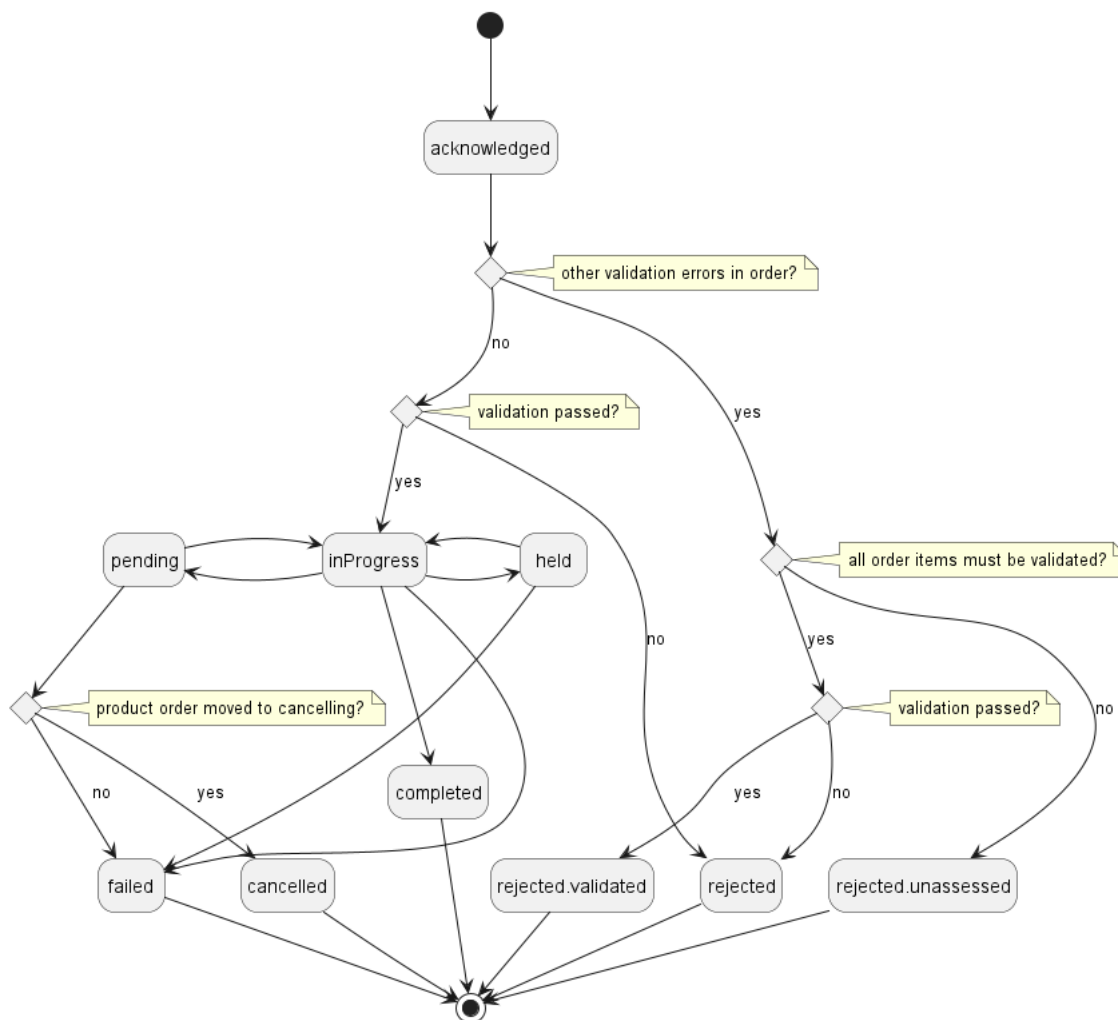 acknowledged
other validation errors in order?
no
validation passed?
yes
yes
pending
inProgress
held
all order items must be validated?
no
yes
product order moved to cancelling?
validation passed?
no
completed
no
yes
yes
no
failed
cancelled
rejected.validated
rejected
rejected.unassessed